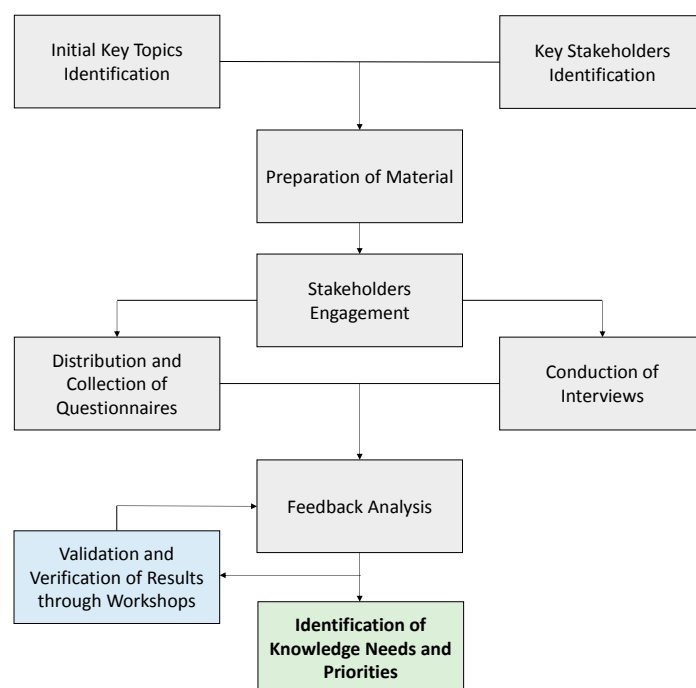 Initial Key Topics
Identification
Key Stakeholders
Identification
Preparation of Material
Stakeholders
Engagement
Distribution and
Collection of
Questionnaires
Conduction of
Interviews
Feedback Analysis
Validation and
Verification of Results
through Workshops
Identification of
Knowledge Needs and
Priorities